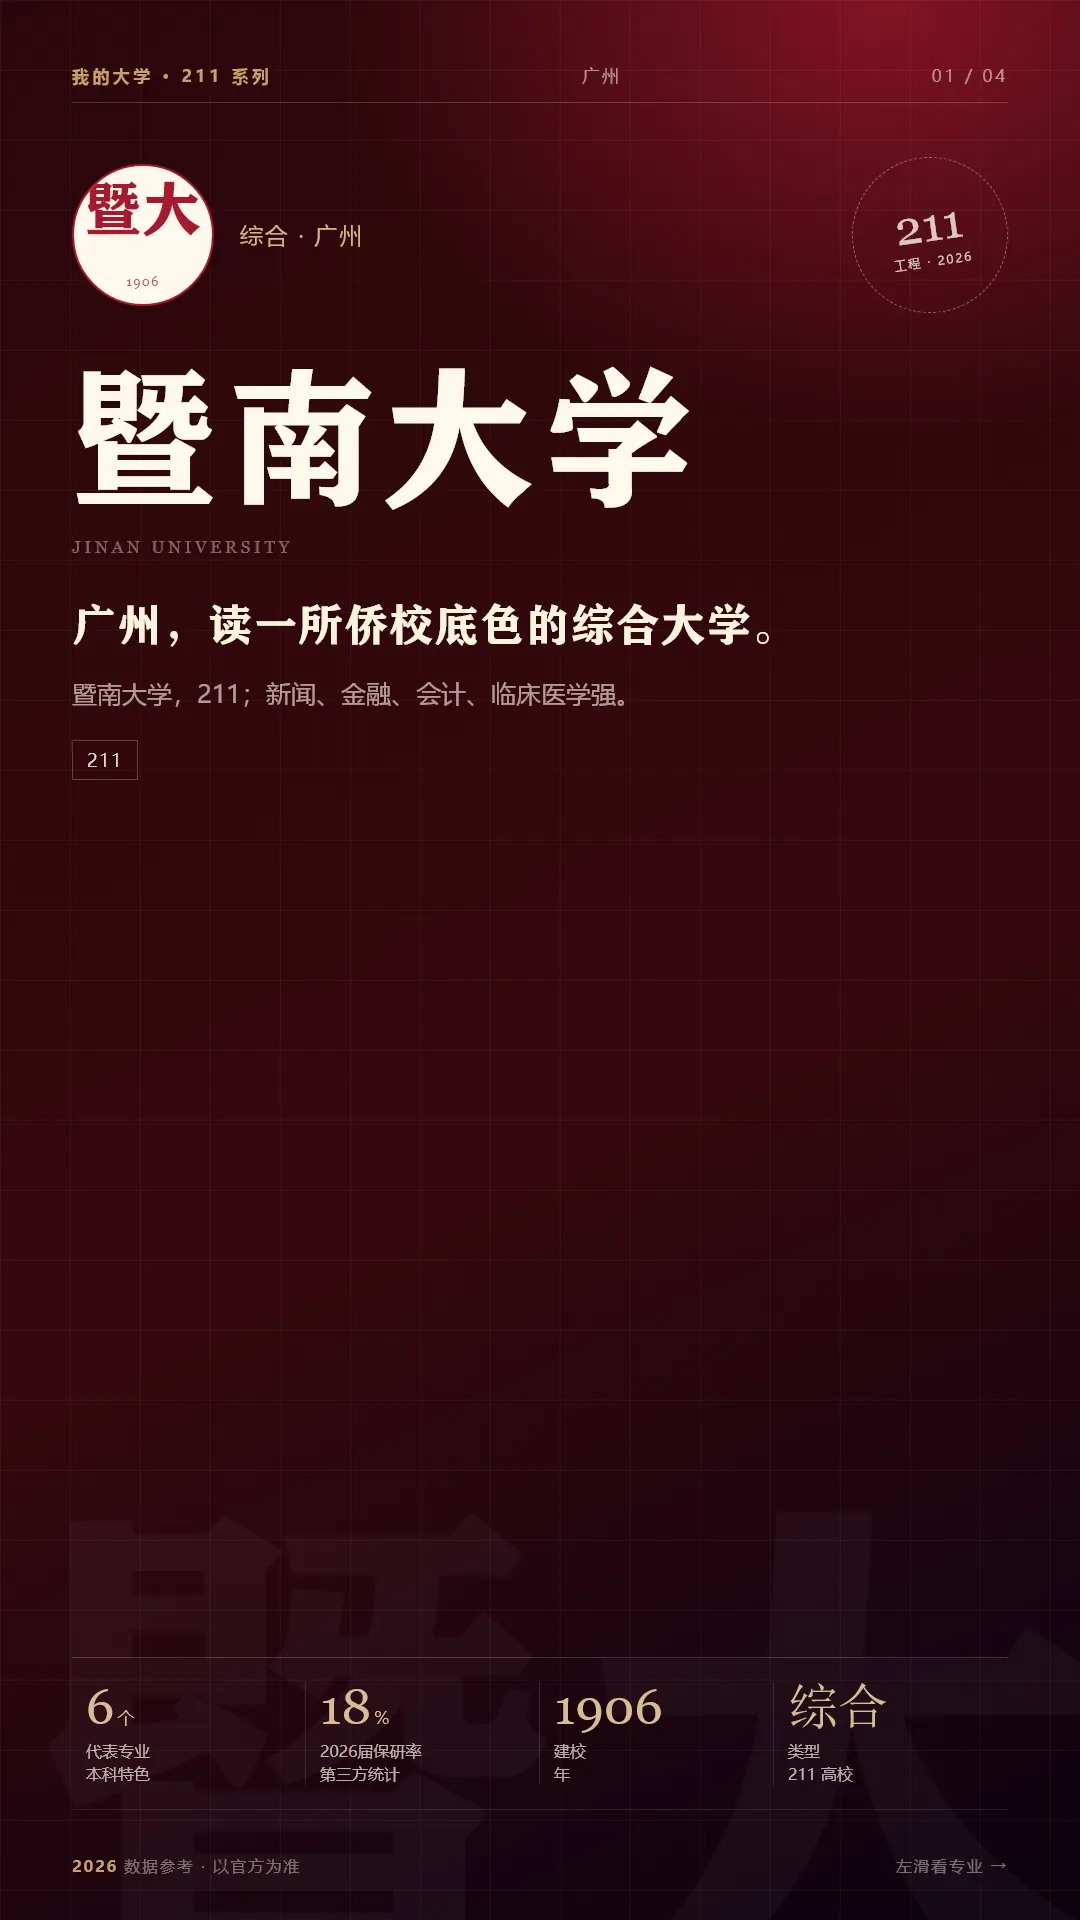 我的大学 · 211 系列
广州
01 / 04
暨大
1906
综合 · 广州
211
工程 · 2026
暨南大学
JINAN UNIVERSITY
广州，读一所侨校底色的综合大学。
暨南大学，211；新闻、金融、会计、临床医学强。
211
暨大
6个
代表专业
本科特色
18%
2026届保研率
第三方统计
1906
建校
年
综合
类型
211 高校
2026 数据参考 · 以官方为准
左滑看专业 →